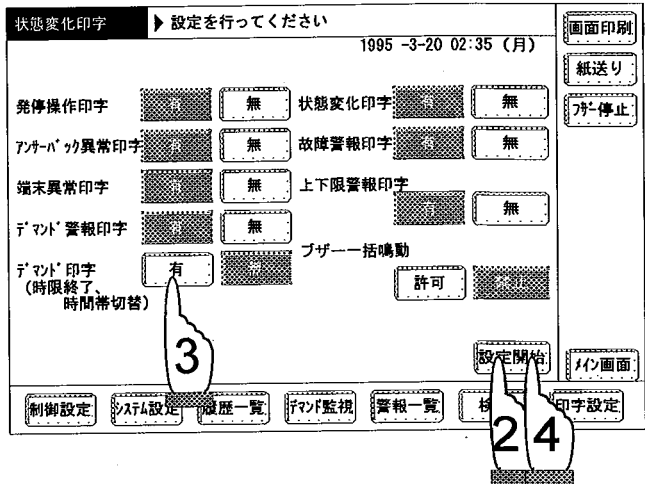 状態変化印字 ▶ 設定を行ってください
1995 -3-20 02:35 (月)
画面印刷
紙送り
ブザー停止
発停操作印字 有 無 状態変化印字 有 無
アンサーバック異常印字 有 無 故障警報印字 有 無
端末異常印字 有 無 上下限警報印字
有 無
デマンド警報印字 有 無
ブザー一括鳴動
デマンド印字 有
(時限終了、
時間帯切替)
許可
3
設定開始
メイン画面
制御設定 システム設定 履歴一覧 デマンド監視 警報一覧 検 印字設定
2 4